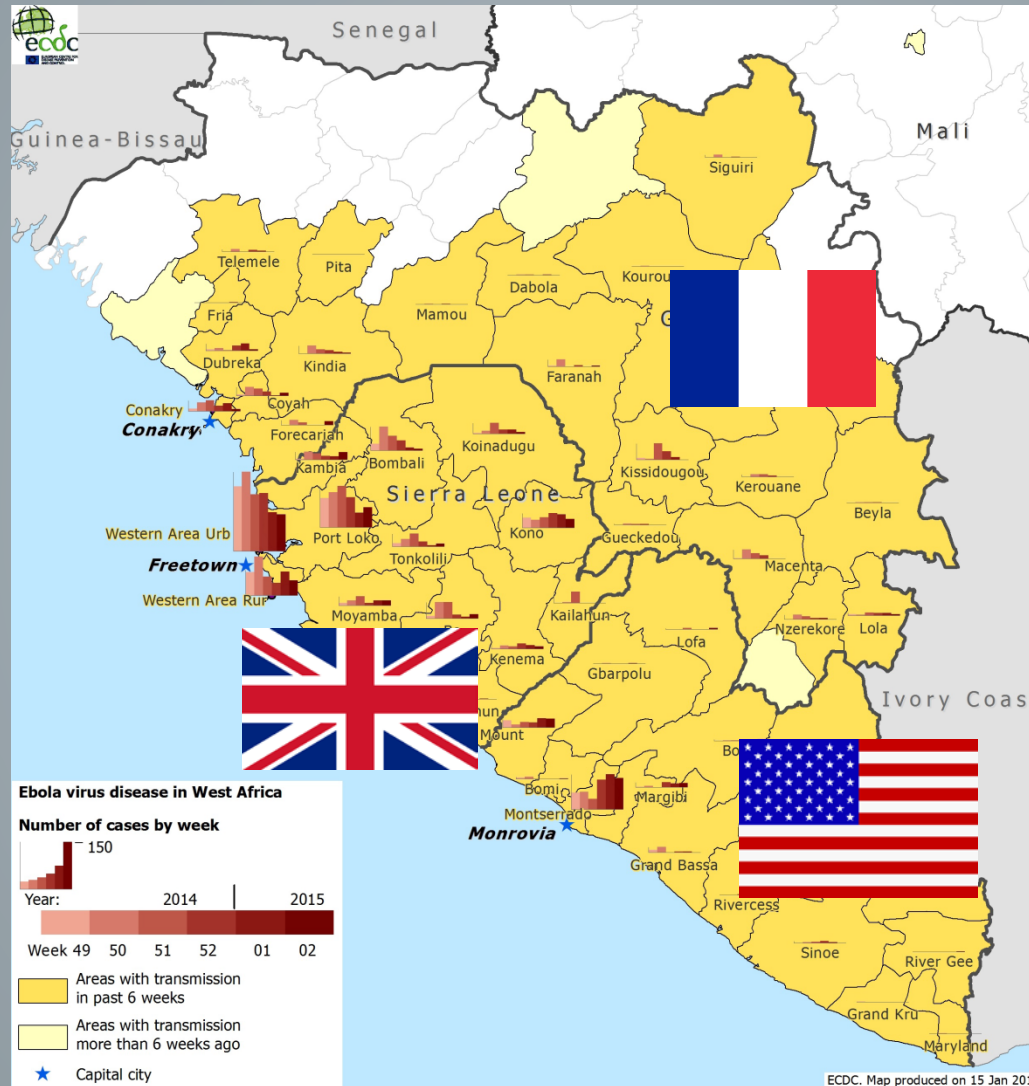 ecdc
Senegal
Guinea-Bissau
Mali
Siguiri
Telemele
Pita
Dabola
Kourou
Fria
Mamou
G
Dubreka
Kindia
Faranah
Coyah
Conakry
Conakry
Forecariah
Koinadugu
Kambia
Bombali
Kissidougou
Kerouane
Sierra Leone
Beyla
Western Area Urb
Port Loko
Kono
Gueckedou
Tonkolili
Macenta
Freetown
Western Area Rur
Moyamba
Kailahun
Nzerekore
Lola
Lofa
Kenema
Gbarpolu
Ivory Coas
Mount
Bo
Bomi
Margibi
Montserrado
Monrovia
Grand Bassa
Rivercess
Sinoe
River Gee
Grand Kru
Maryland
Ebola virus disease in West Africa
Number of cases by week
150
Year: 2014 2015
Week 49 50 51 52 01 02
Areas with transmission
in past 6 weeks
Areas with transmission
more than 6 weeks ago
Capital city
ECDC. Map produced on 15 Jan 201